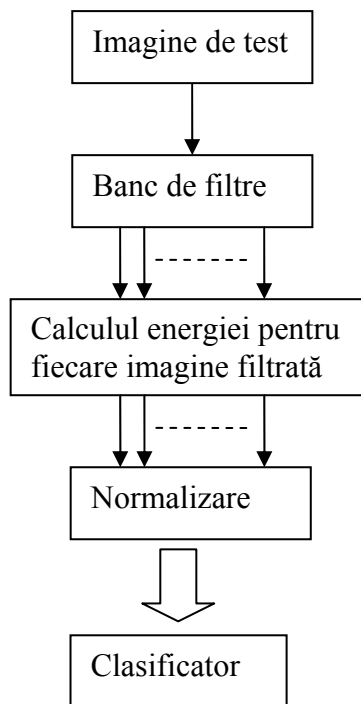 Imagine de test
Banc de filtre
Calculul energiei pentru
fiecare imagine filtrată
Normalizare
Clasificator